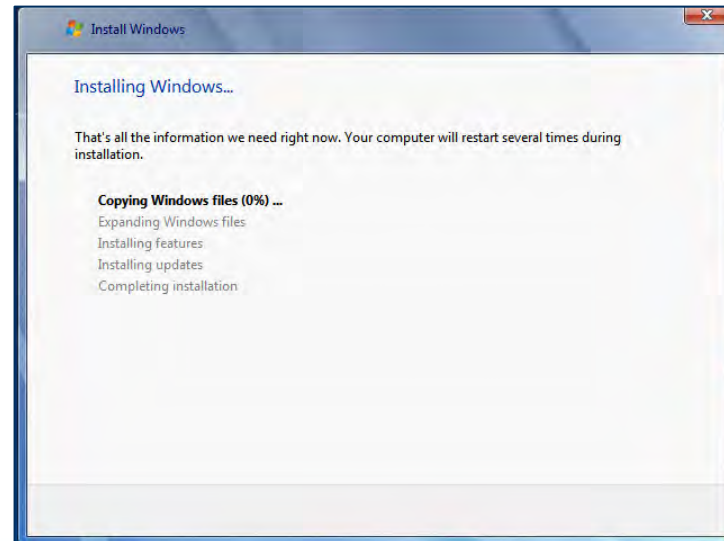 Install Windows
Installing Windows...
That's all the information we need right now. Your computer will restart several times during
installation.
Copying Windows files (0%) ...
Expanding Windows files
Installing features
Installing updates
Completing installation